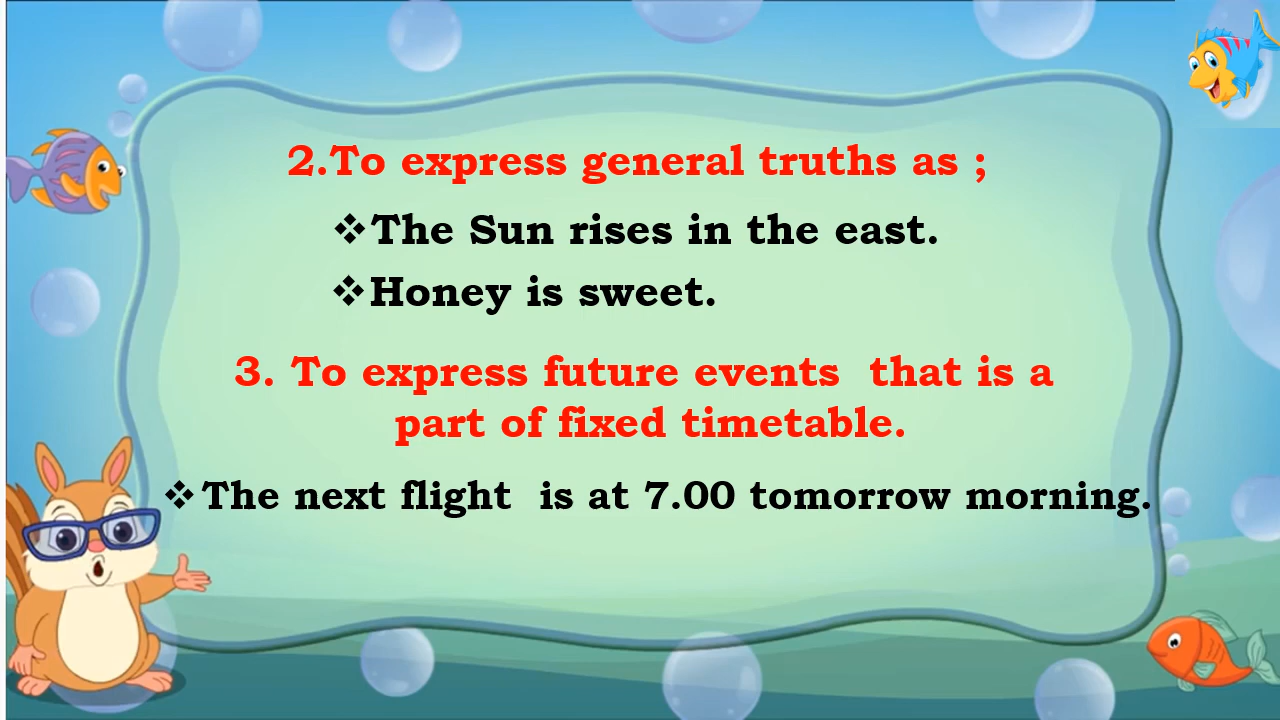 2.To express general truths as ;
❖The Sun rises in the east.
❖Honey is sweet.
3. To express future events  that is a
part of fixed timetable.
❖The next flight  is at 7.00 tomorrow morning.